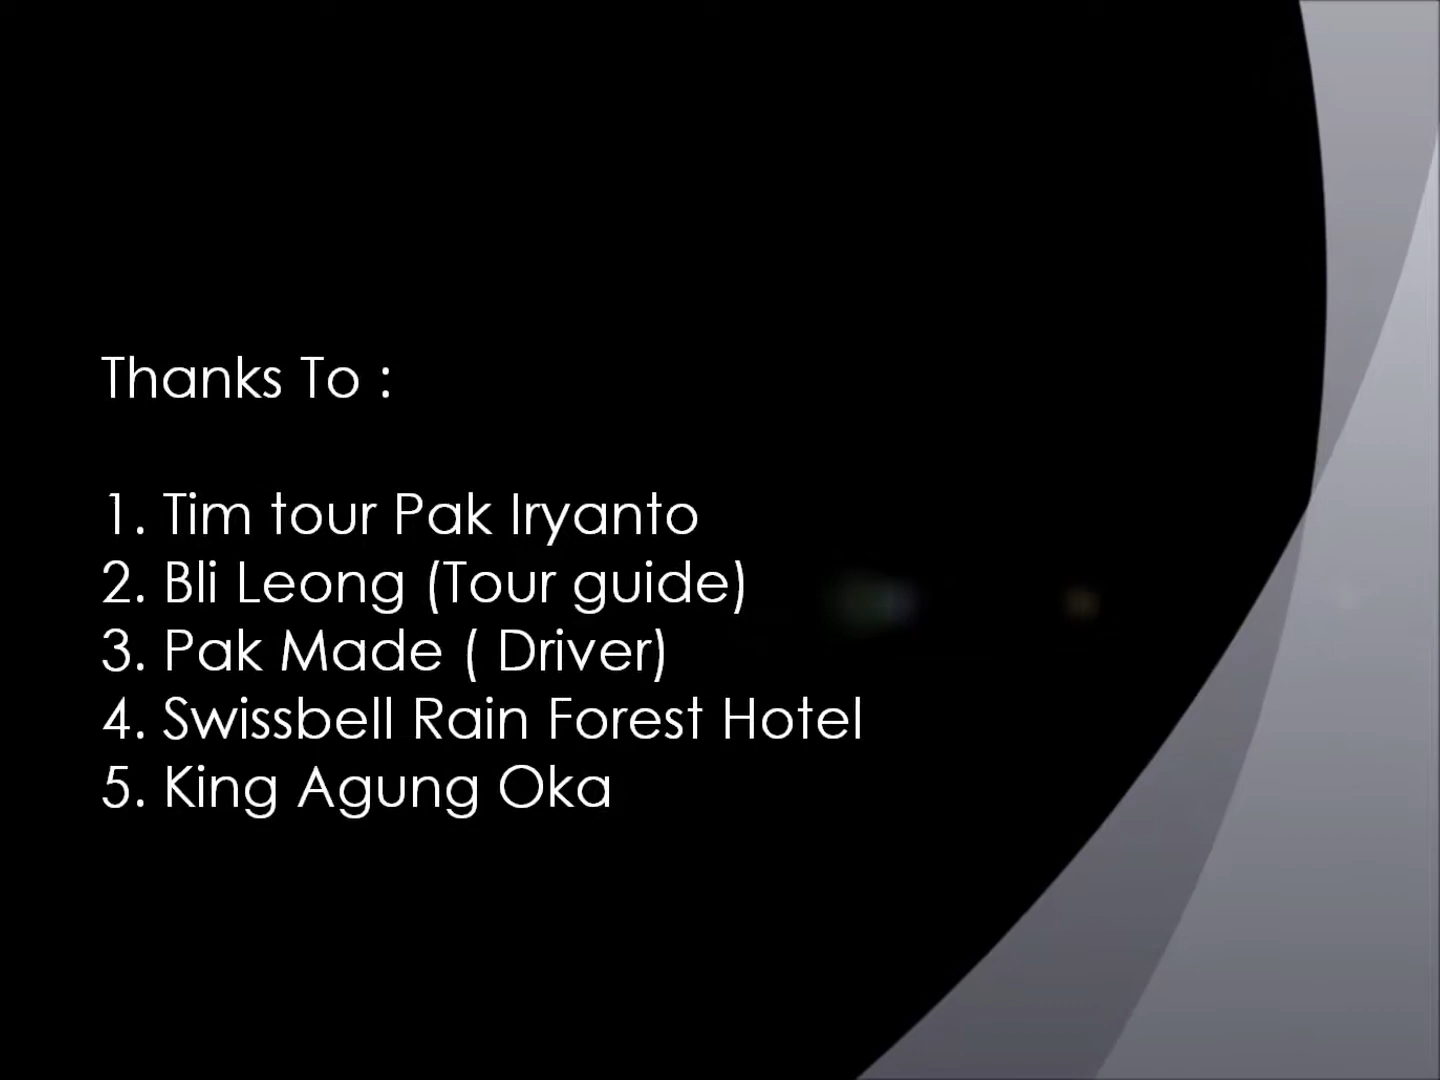 Thanks To :
1. Tim tour Pak Iryanto
2. Bli Leong (Tour guide)
3. Pak Made ( Driver)
4. Swissbell Rain Forest Hotel
5. King Agung Oka